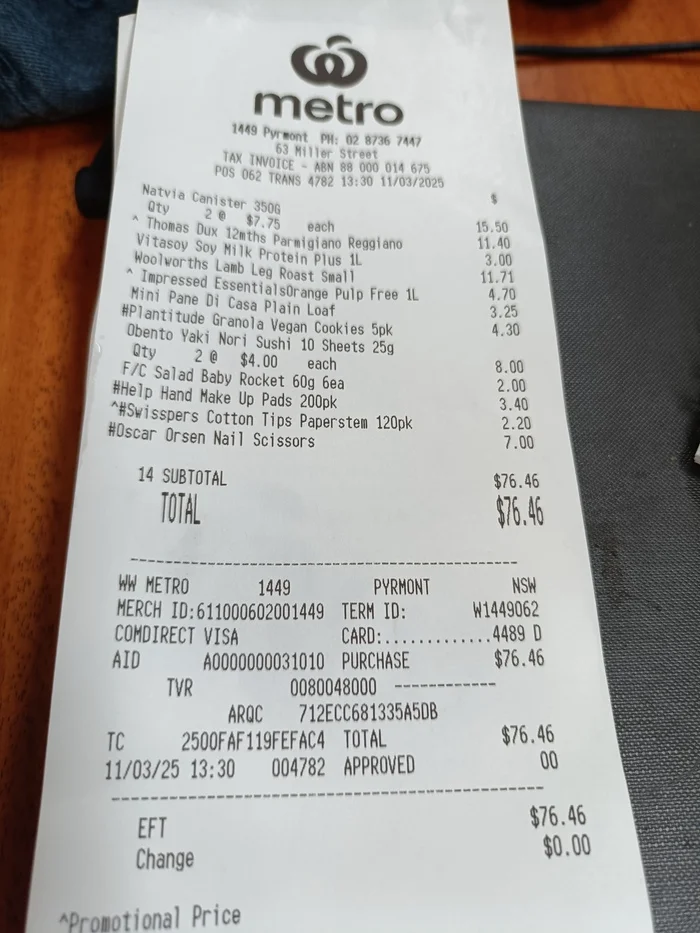 metro
1449 Pyrmont PH: 02 8736 7447
63 Miller Street
TAX INVOICE - ABN 88 000 014 675
POS 062 TRANS 4782 13:30 11/03/2025
$
Natvia Canister 350G
Qty 2 @ $7.75 each 15.50
^ Thomas Dux 12mths Parmigiano Reggiano 11.40
Vitasoy Soy Milk Protein Plus 1L 3.00
Woolworths Lamb Leg Roast Small 11.71
^ Impressed EssentialsOrange Pulp Free 1L 4.70
Mini Pane Di Casa Plain Loaf 3.25
#Plantitude Granola Vegan Cookies 5pk 4.30
Obento Yaki Nori Sushi 10 Sheets 25g
Qty 2 @ $4.00 each 8.00
F/C Salad Baby Rocket 60g 6ea 2.00
#Help Hand Make Up Pads 200pk 3.40
^#Swisspers Cotton Tips Paperstem 120pk 2.20
#Oscar Orsen Nail Scissors 7.00
14 SUBTOTAL $76.46
TOTAL $76.46
WW METRO 1449 PYRMONT NSW
MERCH ID:611000602001449 TERM ID: W1449062
COMDIRECT VISA CARD:.............4489 D
AID A0000000031010 PURCHASE $76.46
TVR 0080048000 ------------
ARQC 712ECC681335A5DB
TC 2500FAF119FEFAC4 TOTAL $76.46
11/03/25 13:30 004782 APPROVED 00
EFT $76.46
Change $0.00
^Promotional Price